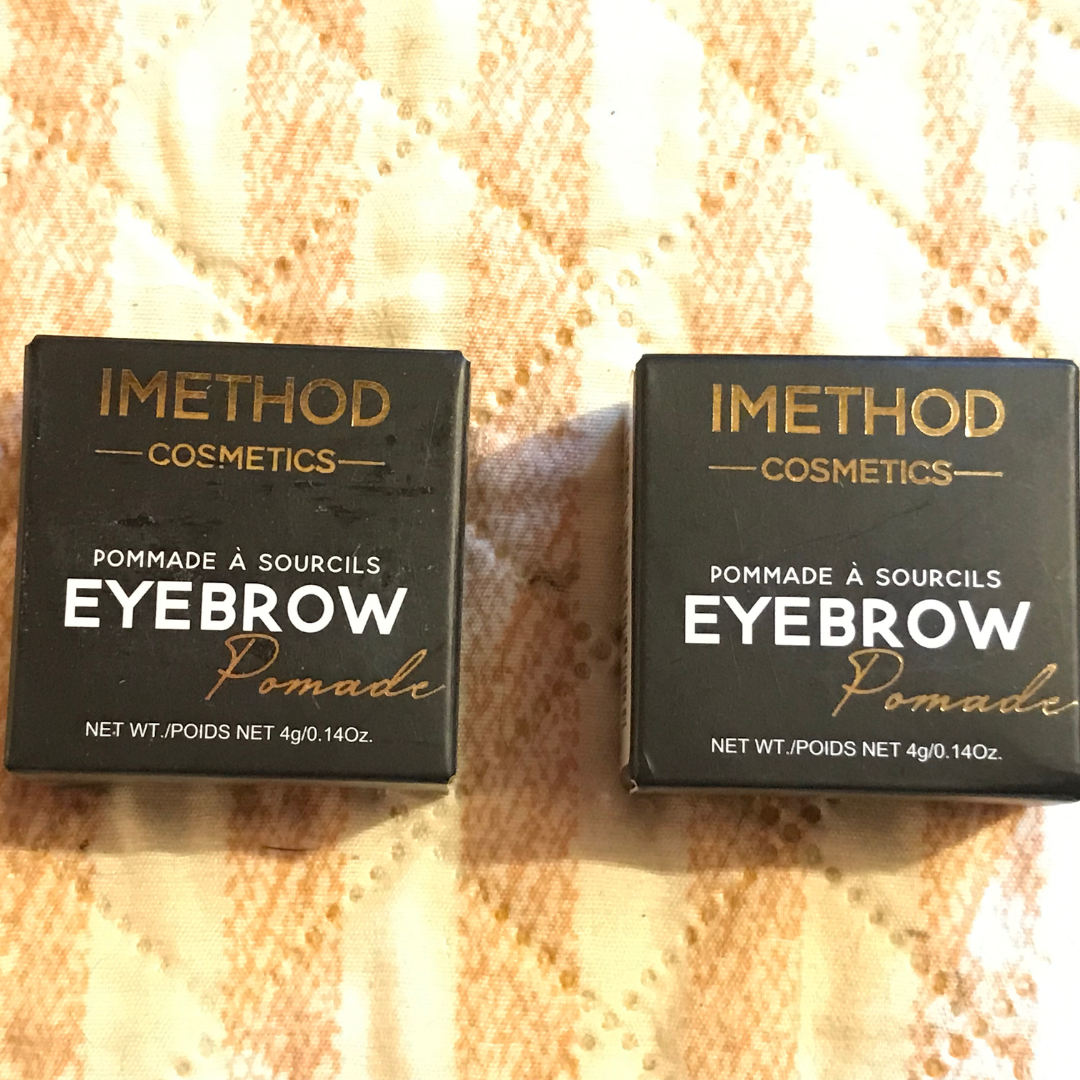 IMETHOD
COSMETICS
POMMADE À SOURCILS
EYEBROW
Pomade
NET WT./POIDS NET 4g/0.14Oz.
IMETHOD
COSMETICS
POMMADE À SOURCILS
EYEBROW
Pomade
NET WT./POIDS NET 4g/0.14Oz.